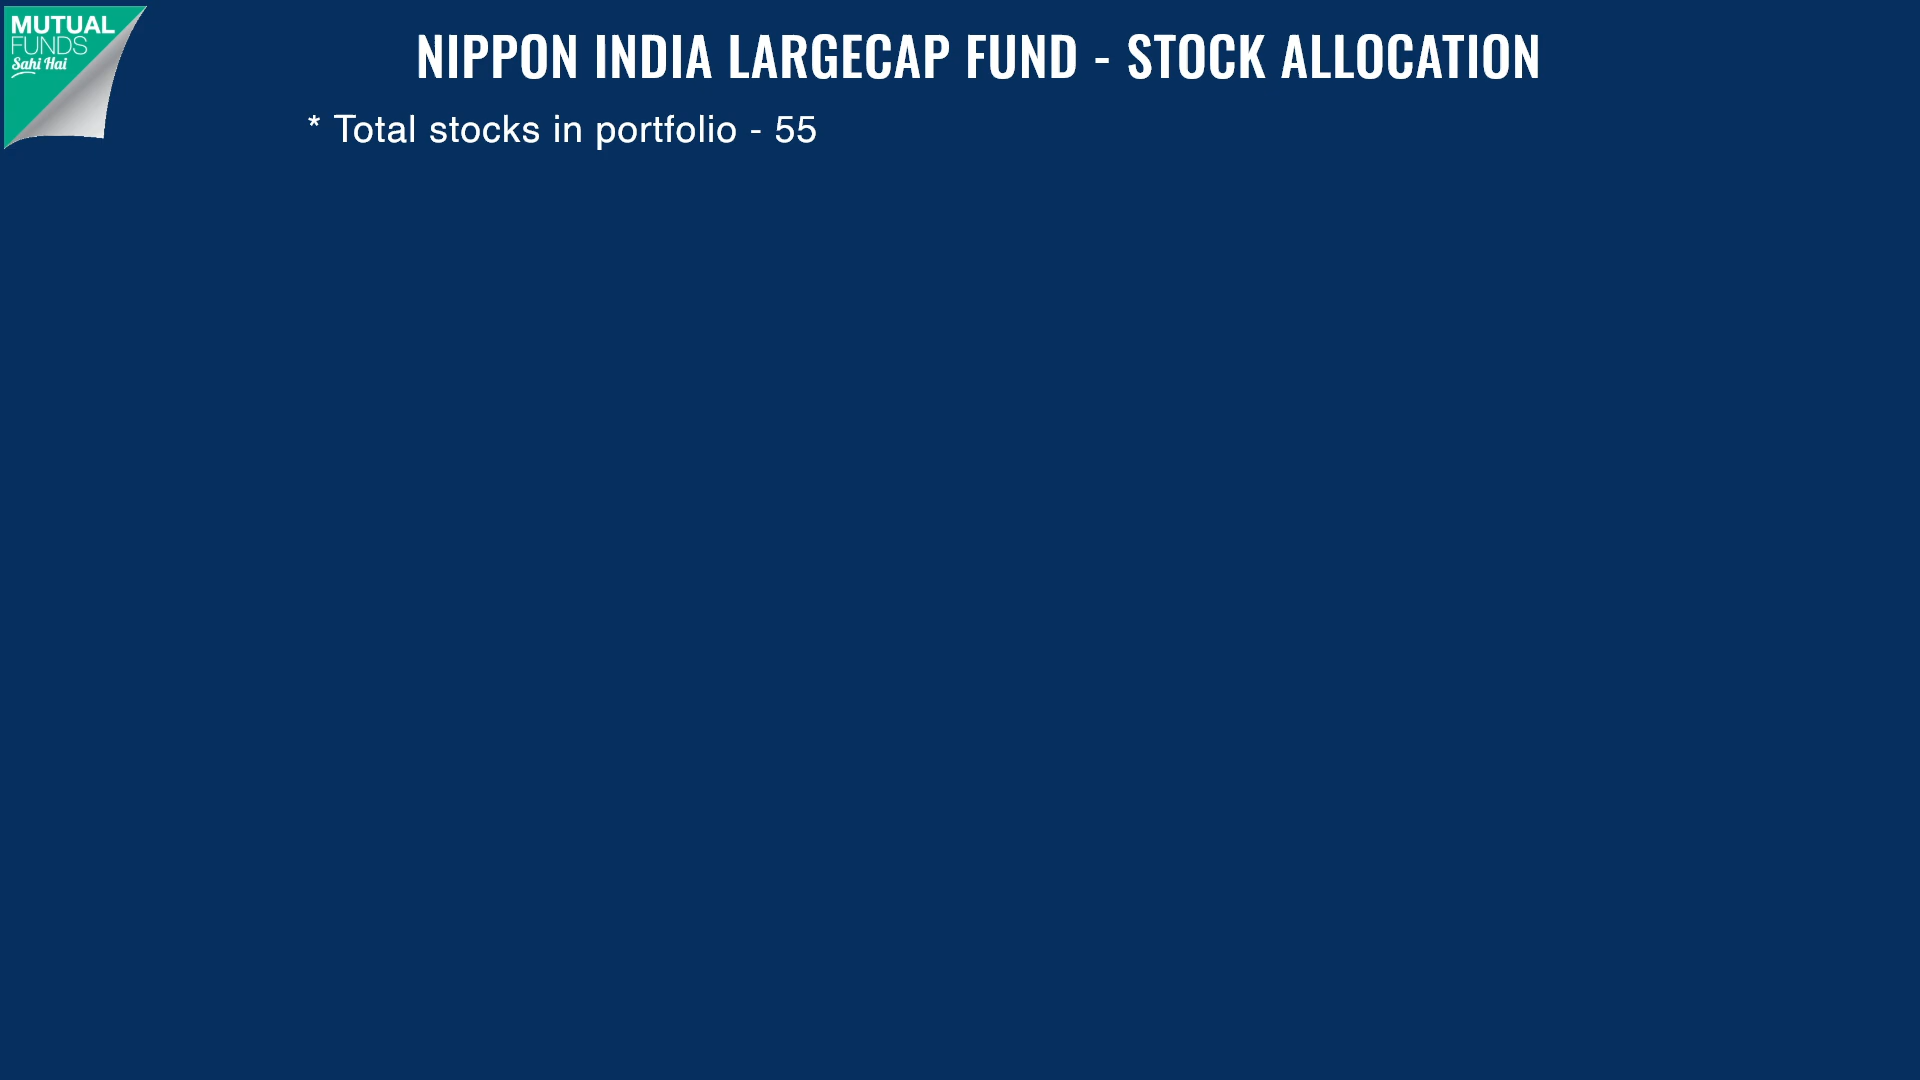 MUTUAL
FUNDS
Sahi Hai
NIPPON INDIA LARGECAP FUND - STOCK ALLOCATION
* Total stocks in portfolio - 55